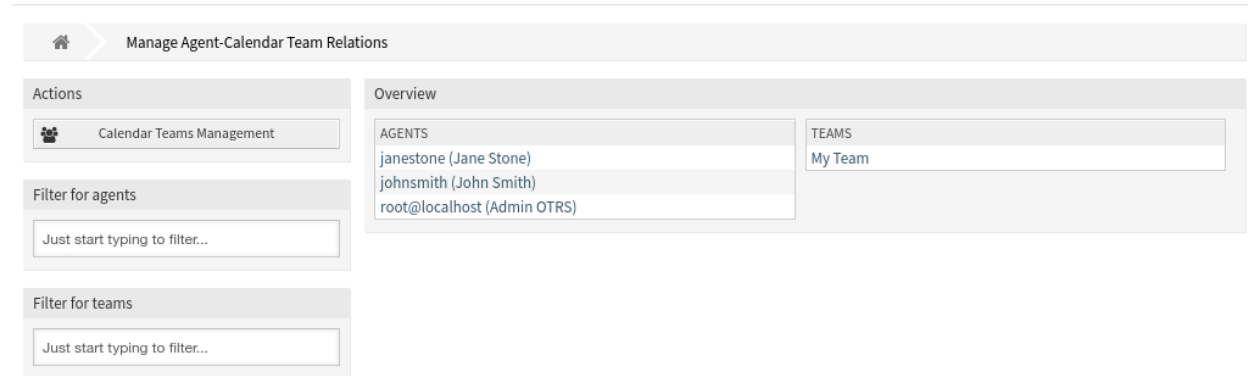 Manage Agent-Calendar Team Relations
Actions
Calendar Teams Management
Filter for agents
Just start typing to filter...
Filter for teams
Just start typing to filter...
Overview
AGENTS
janestone (Jane Stone)
johnsmith (John Smith)
root@localhost (Admin OTRS)
TEAMS
My Team